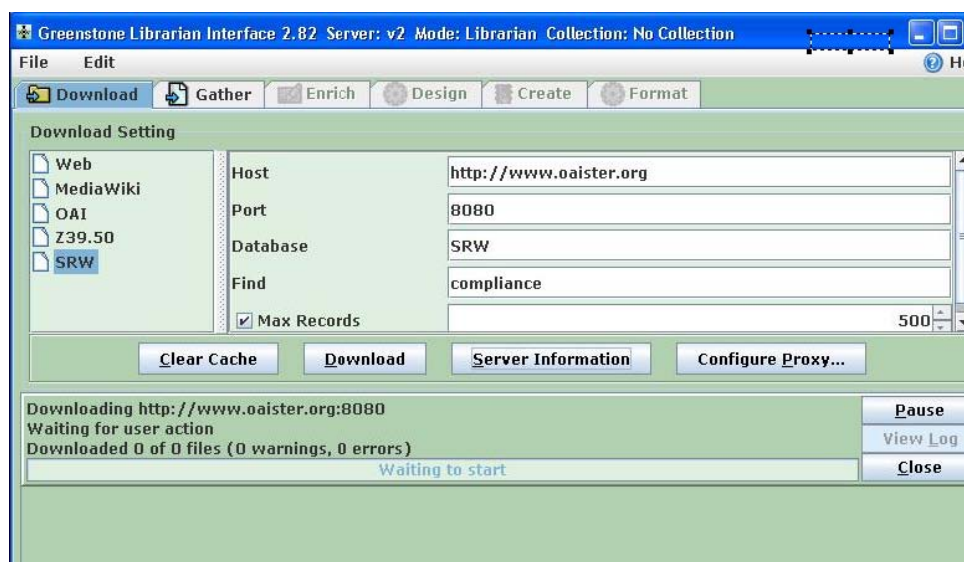 Greenstone Librarian Interface 2.82 Server: v2 Mode: Librarian Collection: No Collection
File Edit
Download Gather Enrich Design Create Format
Download Setting
Web
MediaWiki
OAI
Z39.50
SRW
Host http://www.oaister.org
Port 8080
Database SRW
Find compliance
Max Records 500
Clear Cache Download Server Information Configure Proxy...
Downloading http://www.oaister.org:8080
Waiting for user action
Downloaded 0 of 0 files (0 warnings, 0 errors)
Waiting to start
Pause
View Log
Close